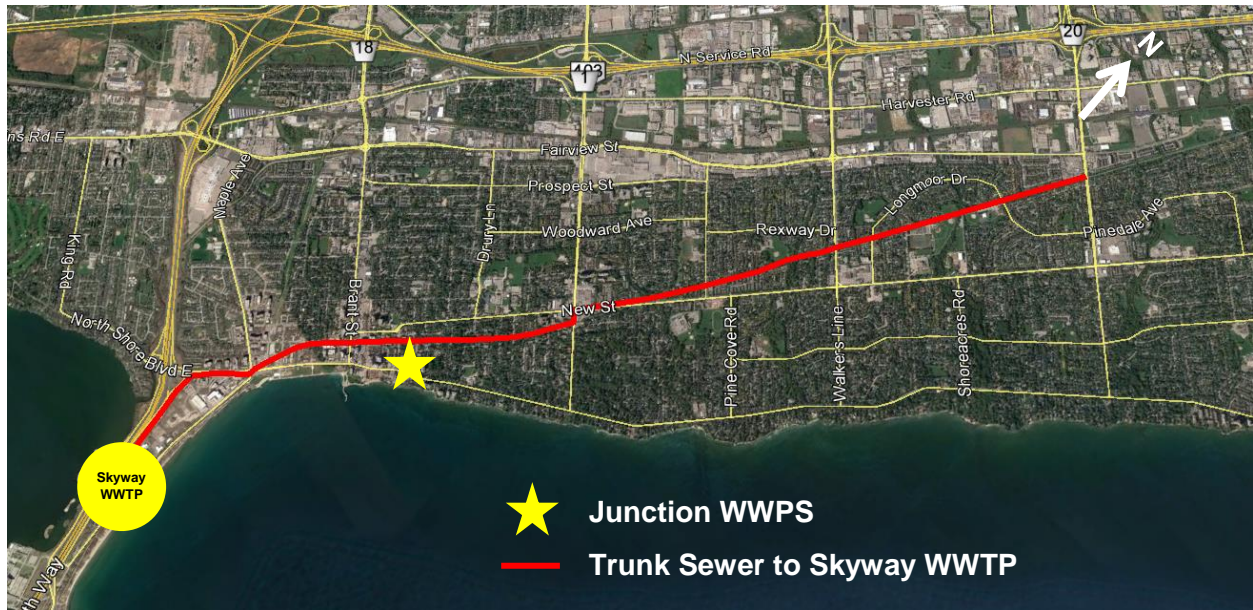 18
403
1
N Service Rd
20
N
Harvester Rd
Fairview St
Maple Ave
Prospect St
Drury Ln
Woodward Ave
Rexway Dr
Longmoor Dr
Pinedale Ave
King Rd
Brant St
New St
North Shore Blvd E
Pine Cove Rd
Walkers Line
Shoreacres Rd
Skyway
WWTP
Junction WWPS
Trunk Sewer to Skyway WWTP